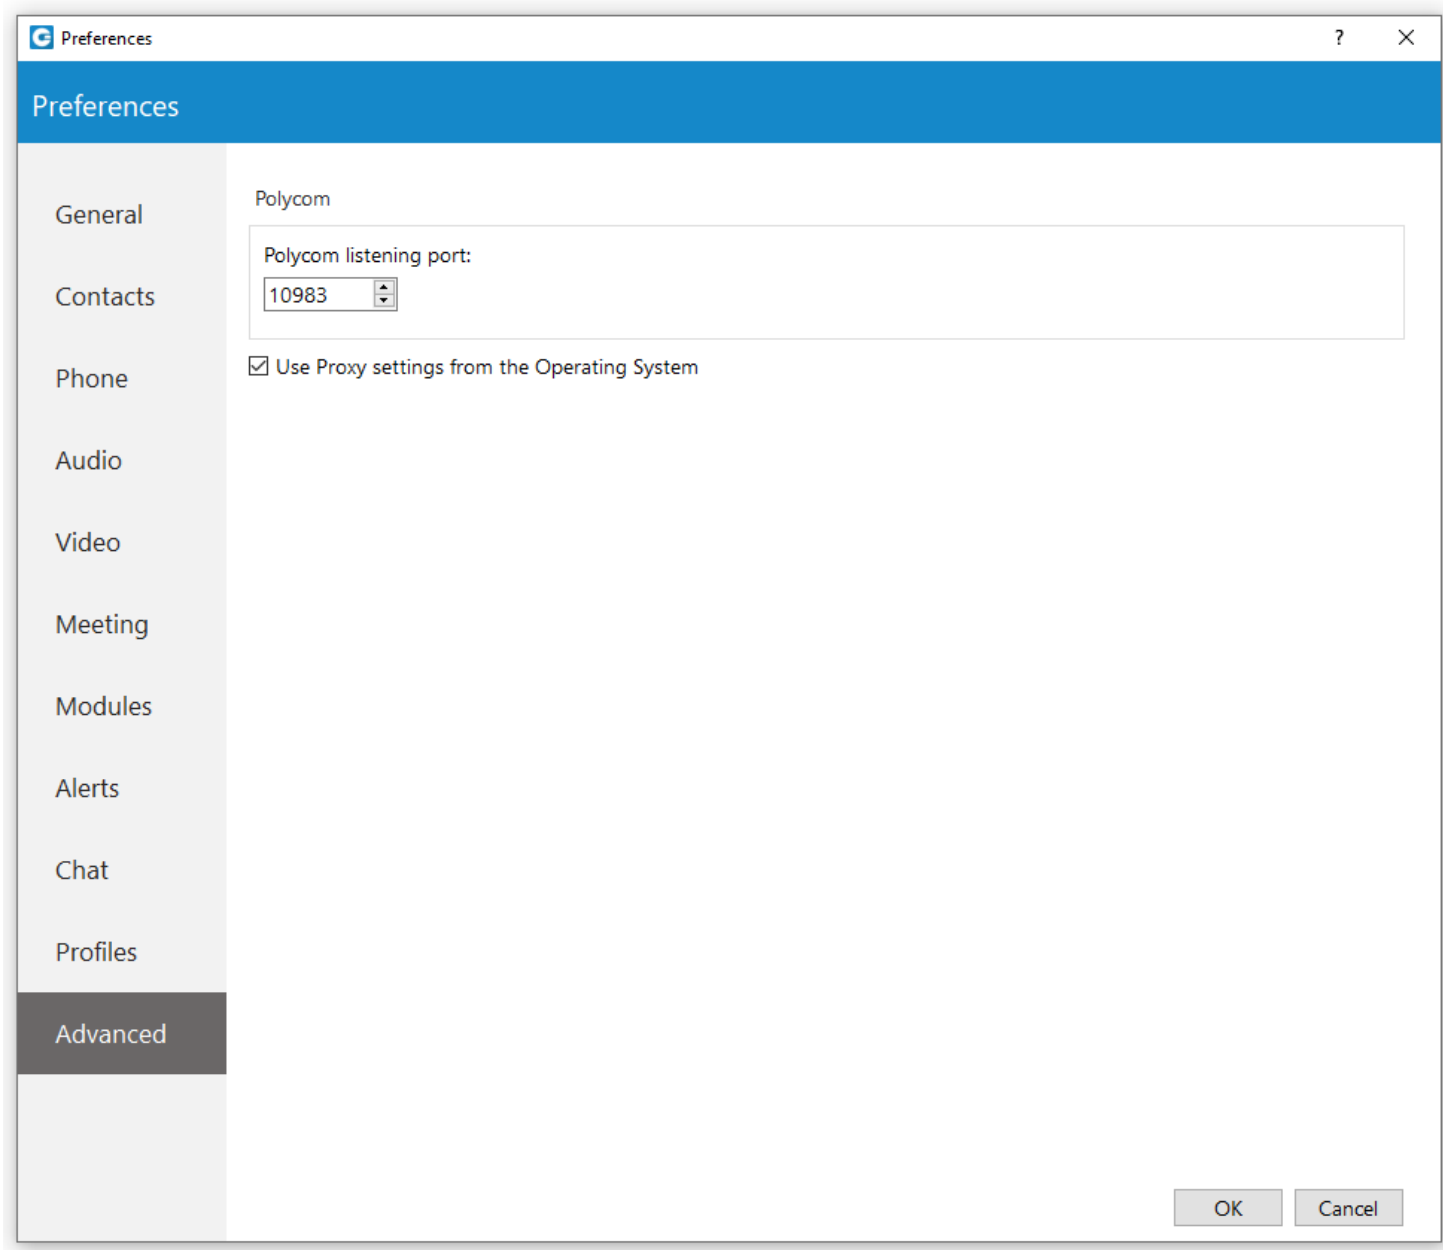 Preferences
?
Preferences
General
Contacts
Phone
Audio
Video
Meeting
Modules
Alerts
Chat
Profiles
Advanced
Polycom
Polycom listening port:
10983
Use Proxy settings from the Operating System
OK
Cancel